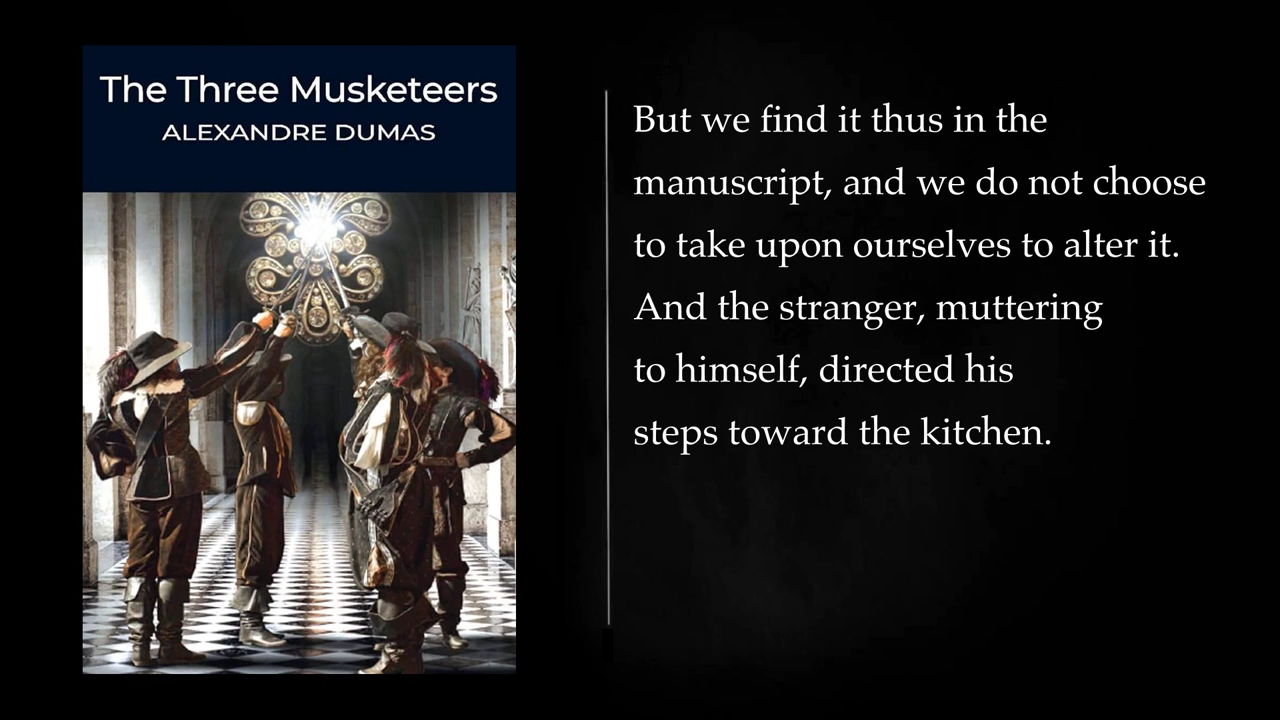 The Three Musketeers
ALEXANDRE DUMAS
But we find it thus in the
manuscript, and we do not choose
to take upon ourselves to alter it.
And the stranger, muttering
to himself, directed his
steps toward the kitchen.